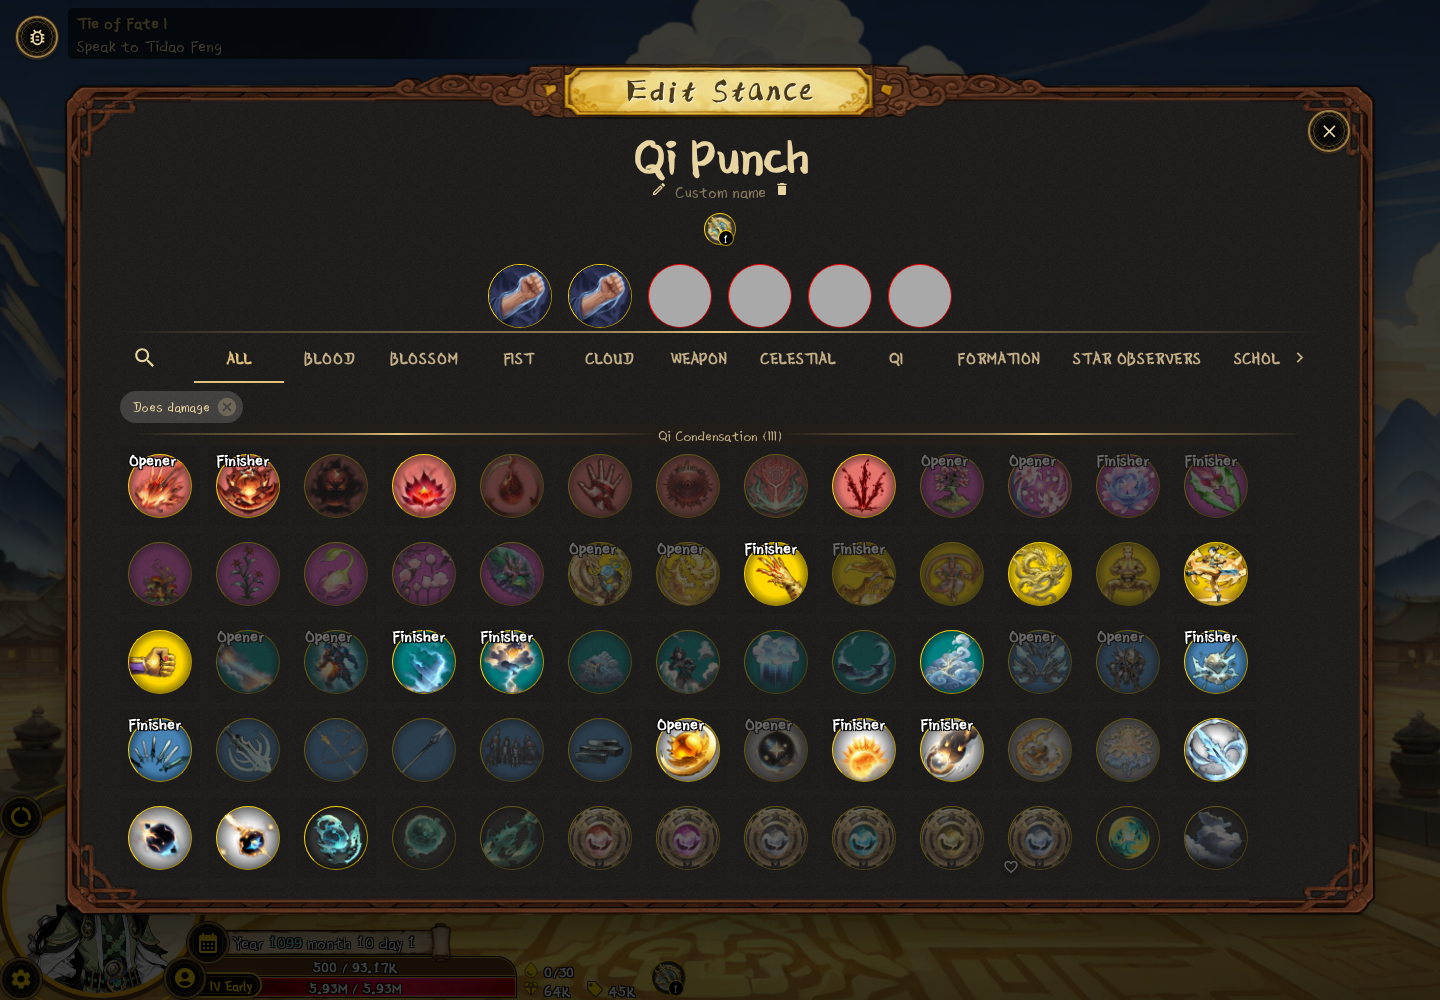 Tie of Fate I
Speak to Tidao Feng
Edit Stance
Qi Punch
Custom name
ALL BLOOD BLOSSOM FIST CLOUD WEAPON CELESTIAL QI FORMATION STAR OBSERVERS SCHOL
Does damage
Qi Condensation (III)
Opener Finisher Opener Opener Finisher Finisher
Opener Opener Finisher Finisher
Opener Opener Finisher Finisher Opener Opener Finisher
Finisher Opener Opener Finisher Finisher
Year 1099 month 10 day 1
500 / 93.17K
IV Early
5.93M / 5.93M
0/30
64K
45K